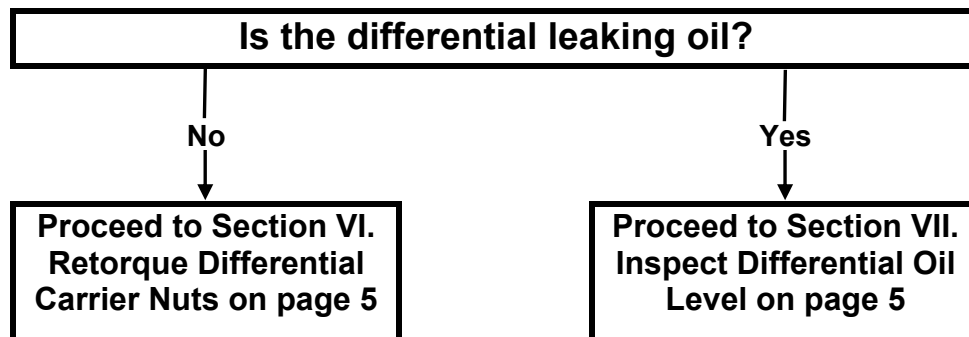 Is the differential leaking oil?
No
Yes
Proceed to Section VI.
Retorque Differential
Carrier Nuts on page 5
Proceed to Section VII.
Inspect Differential Oil
Level on page 5